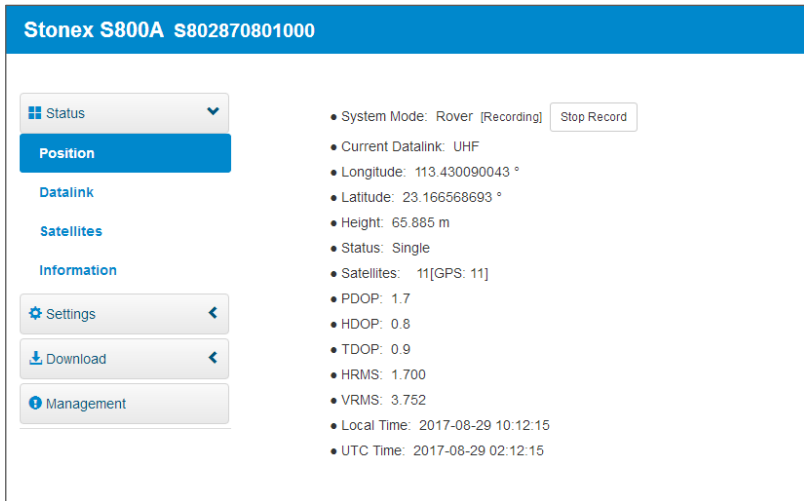 Stonex S800A S802870801000
Status
Position
Datalink
Satellites
Information
Settings
Download
Management
● System Mode: Rover [Recording] Stop Record
● Current Datalink: UHF
● Longitude: 113.430090043 °
● Latitude: 23.166568693 °
● Height: 65.885 m
● Status: Single
● Satellites: 11[GPS: 11]
● PDOP: 1.7
● HDOP: 0.8
● TDOP: 0.9
● HRMS: 1.700
● VRMS: 3.752
● Local Time: 2017-08-29 10:12:15
● UTC Time: 2017-08-29 02:12:15